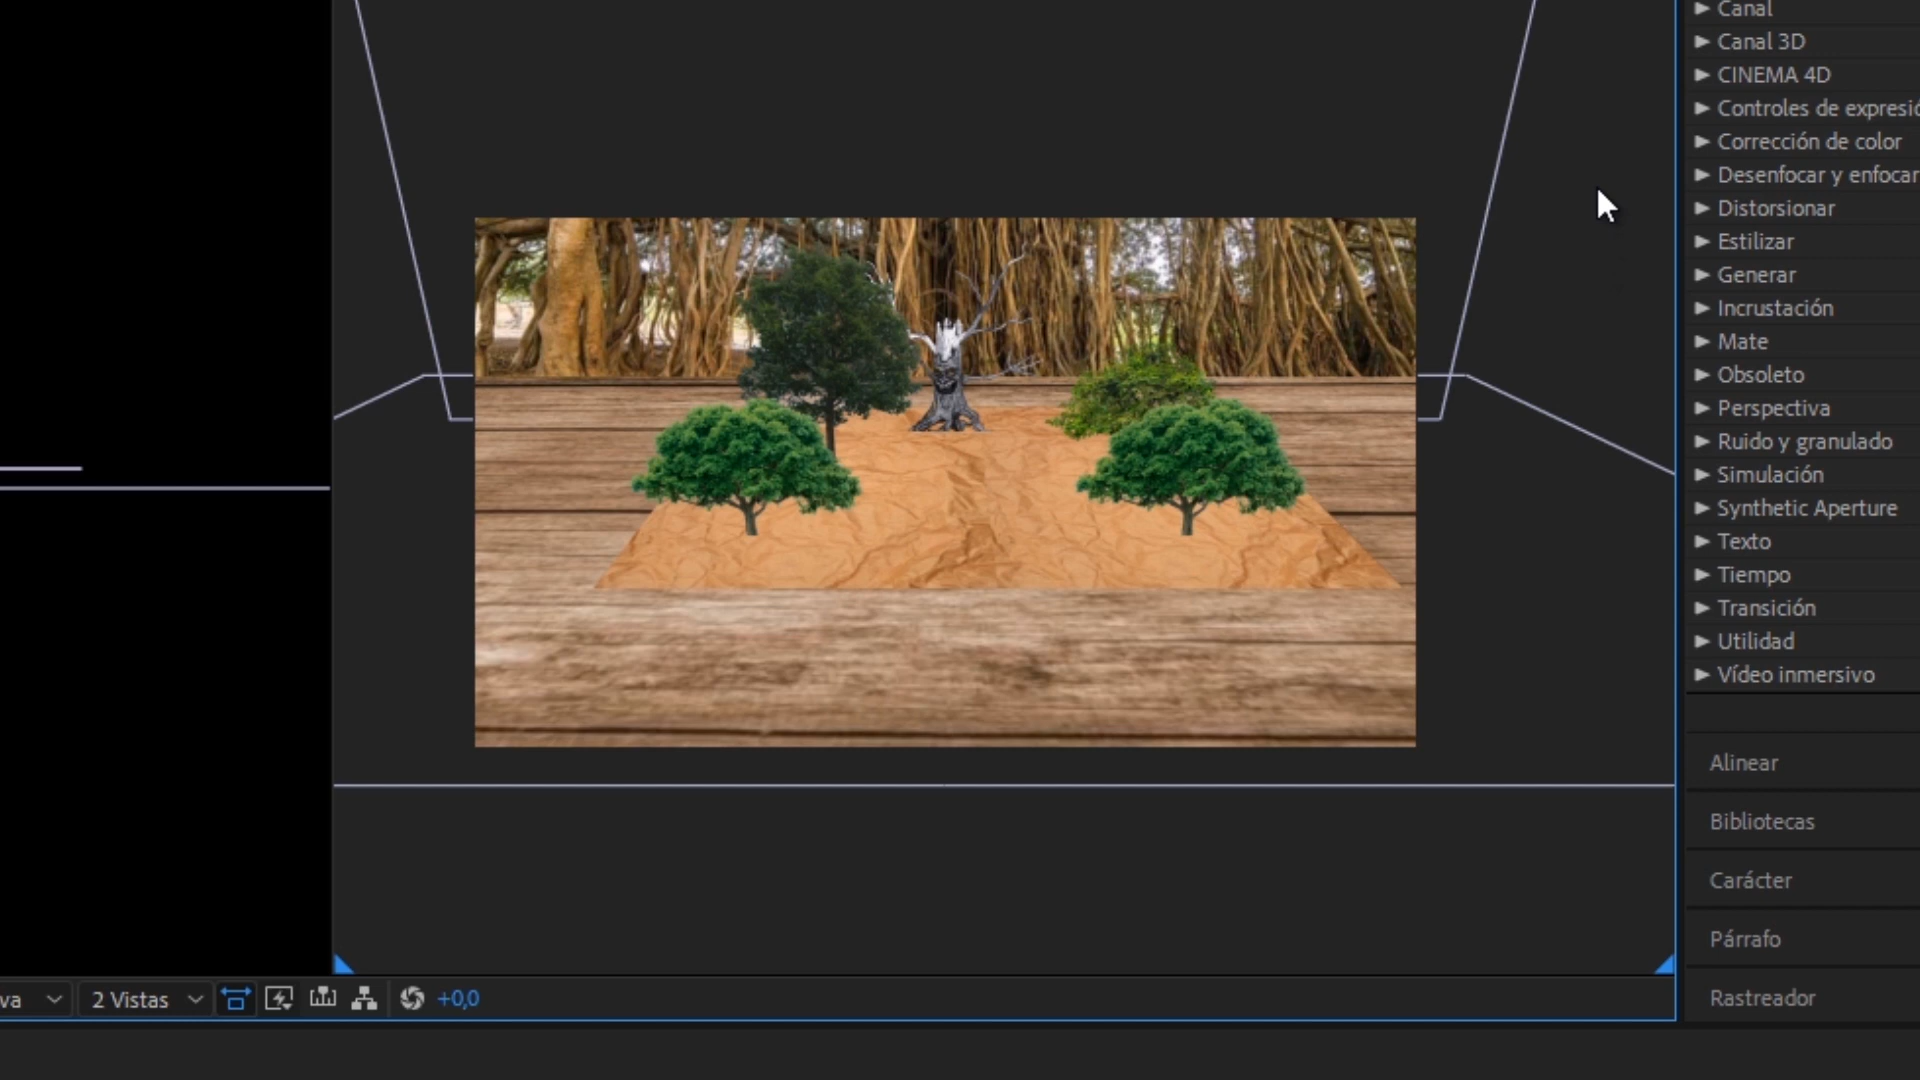 Canal
Canal 3D
CINEMA 4D
Controles de expresió
Corrección de color
Desenfocar y enfocar
Distorsionar
Estilizar
Generar
Incrustación
Mate
Obsoleto
Perspectiva
Ruido y granulado
Simulación
Synthetic Aperture
Texto
Tiempo
Transición
Utilidad
Vídeo inmersivo
Alinear
Bibliotecas
Carácter
Párrafo
Rastreador
va 2 Vistas +0,0